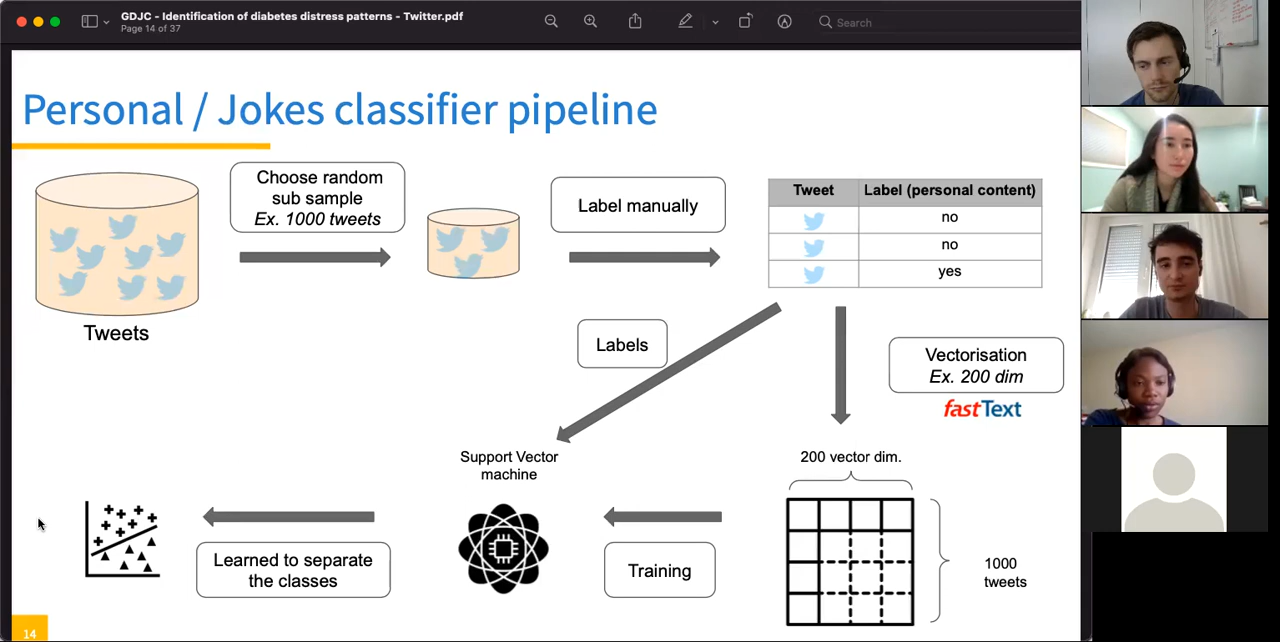 GDJC - Identification of diabetes distress patterns - Twitter.pdf
Page 14 of 37
Search
Personal / Jokes classifier pipeline
Choose random
sub sample
Ex. 1000 tweets
Label manually
Tweet Label (personal content)
no
no
yes
Tweets
Labels
Vectorisation
Ex. 200 dim
fastText
Support Vector
machine
200 vector dim.
Learned to separate
the classes
Training
1000
tweets
14